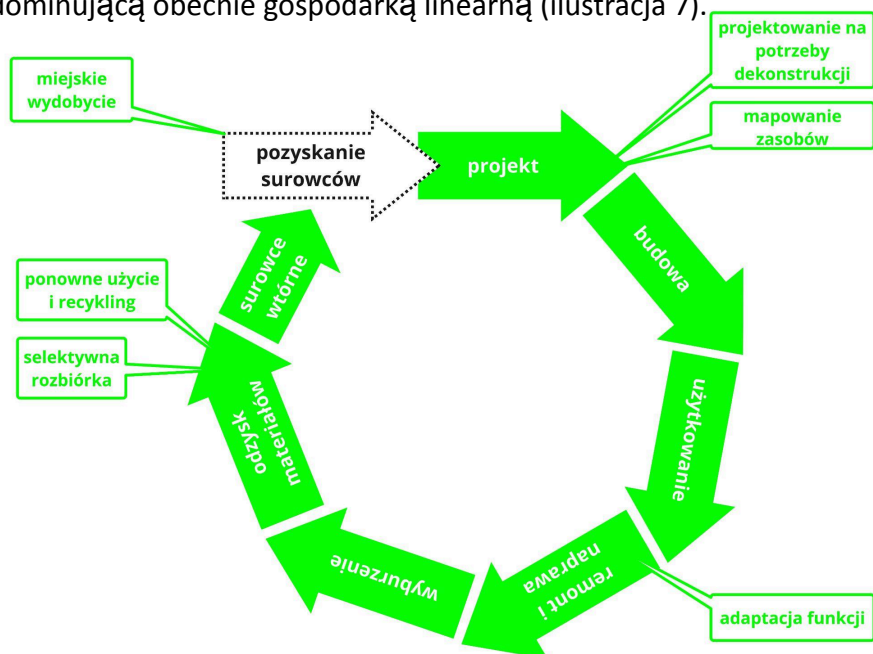 dominującą obecnie gospodarką linearną (ilustracja 7).
projektowanie na
potrzeby
dekonstrukcji
miejskie
wydobycie
mapowanie
zasobów
pozyskanie
surowców
projekt
budowa
surowce
wtórne
ponowne użycie
i recykling
selektywna
rozbiórka
odzysk
materiałów
użytkowanie
remont i
naprawa
wyburzenie
adaptacja funkcji